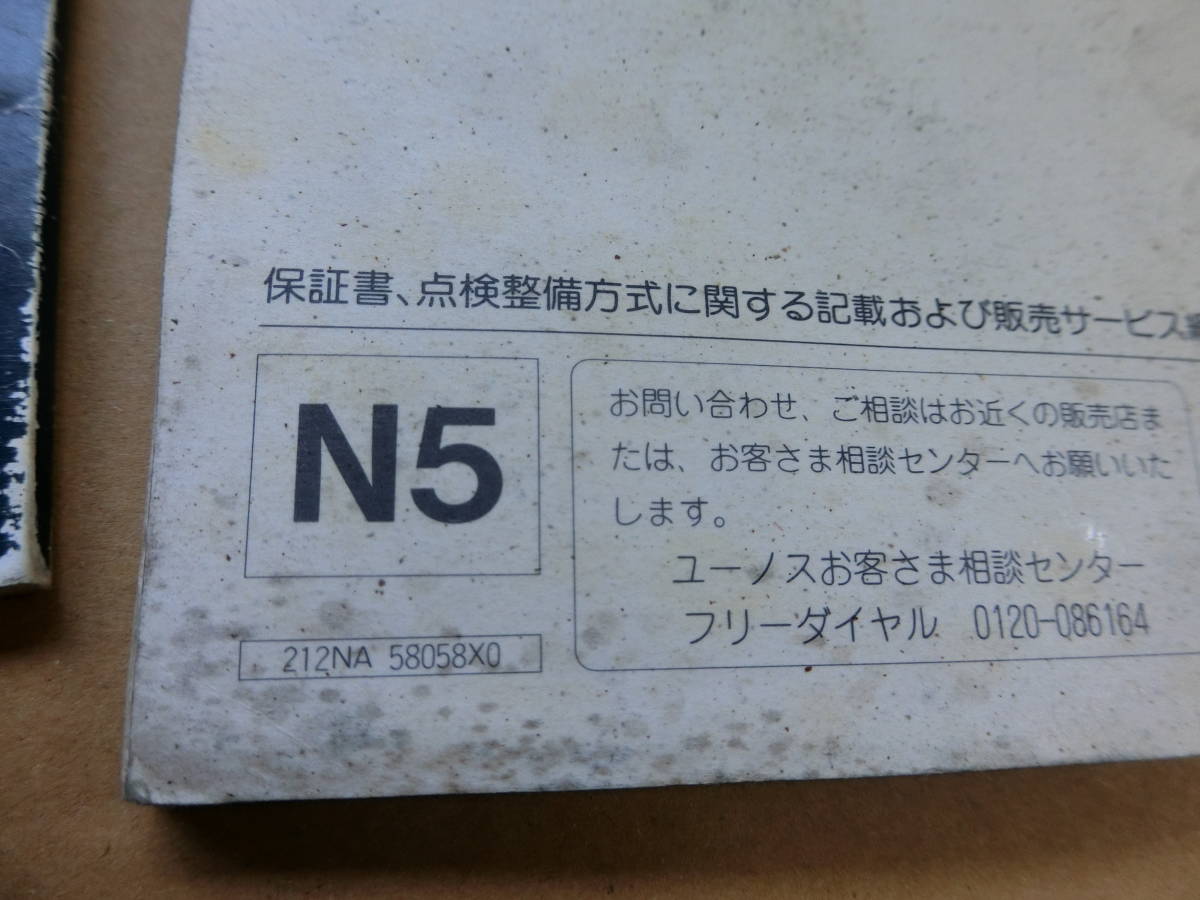 保証書、点検整備方式に関する記載および販売サービス
N5
お問い合わせ、ご相談はお近くの販売店ま
たは、お客さま相談センターへお願いいた
します。
ユーノスお客さま相談センター
フリーダイヤル 0120-086164
212NA 58058X0